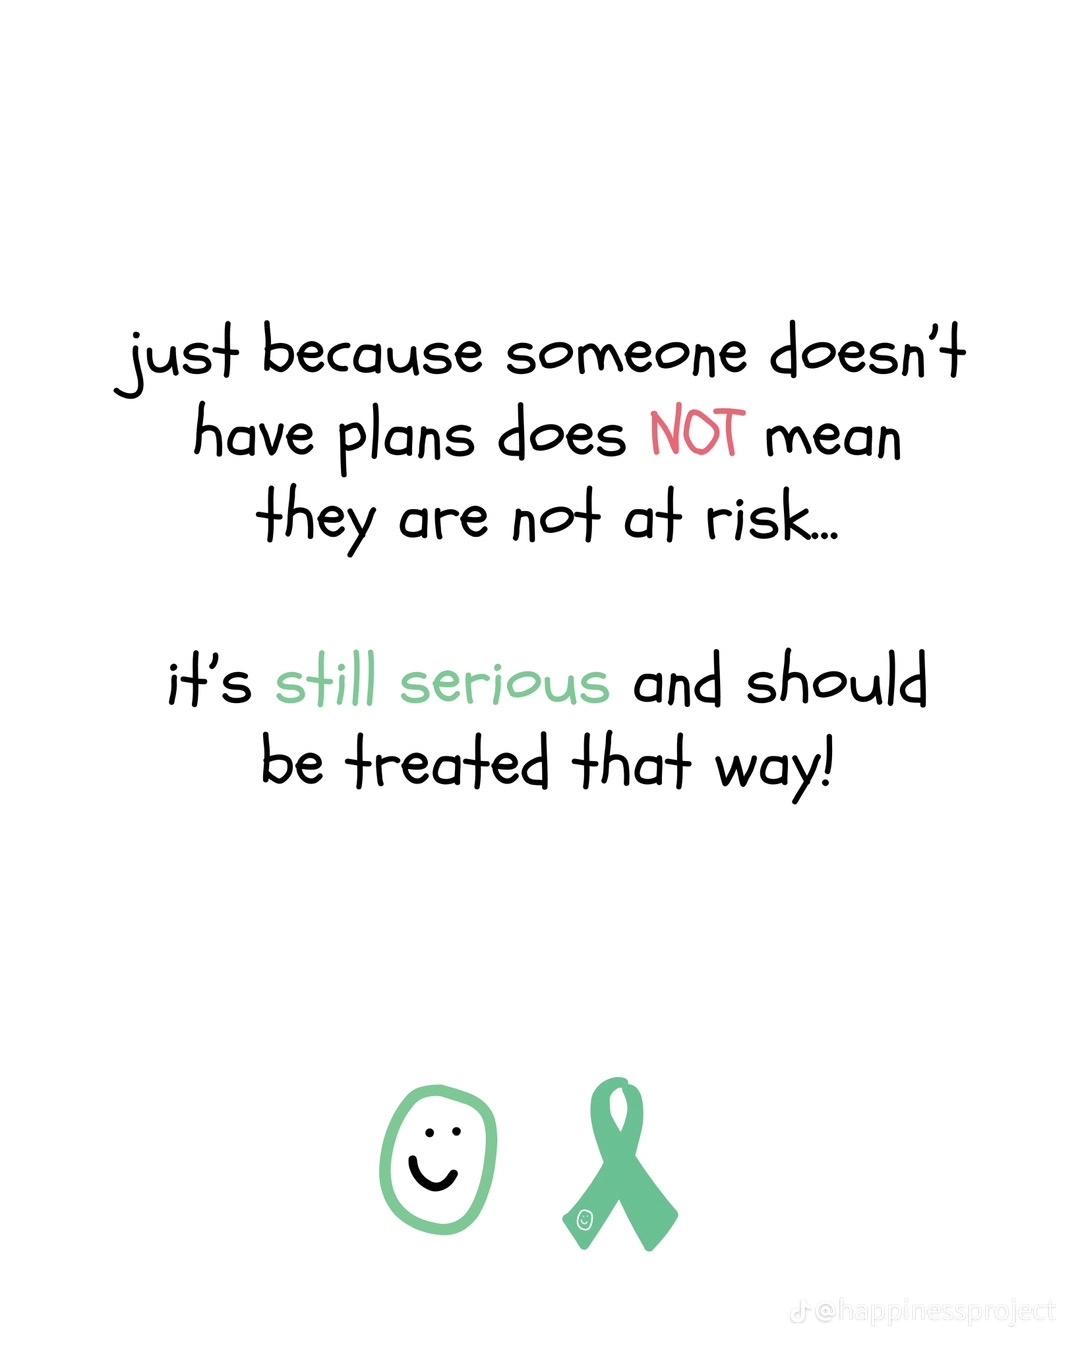 just because someone doesn't
have plans does NOT mean
they are not at risk...
it's still serious and should
be treated that way!
@happinessproject